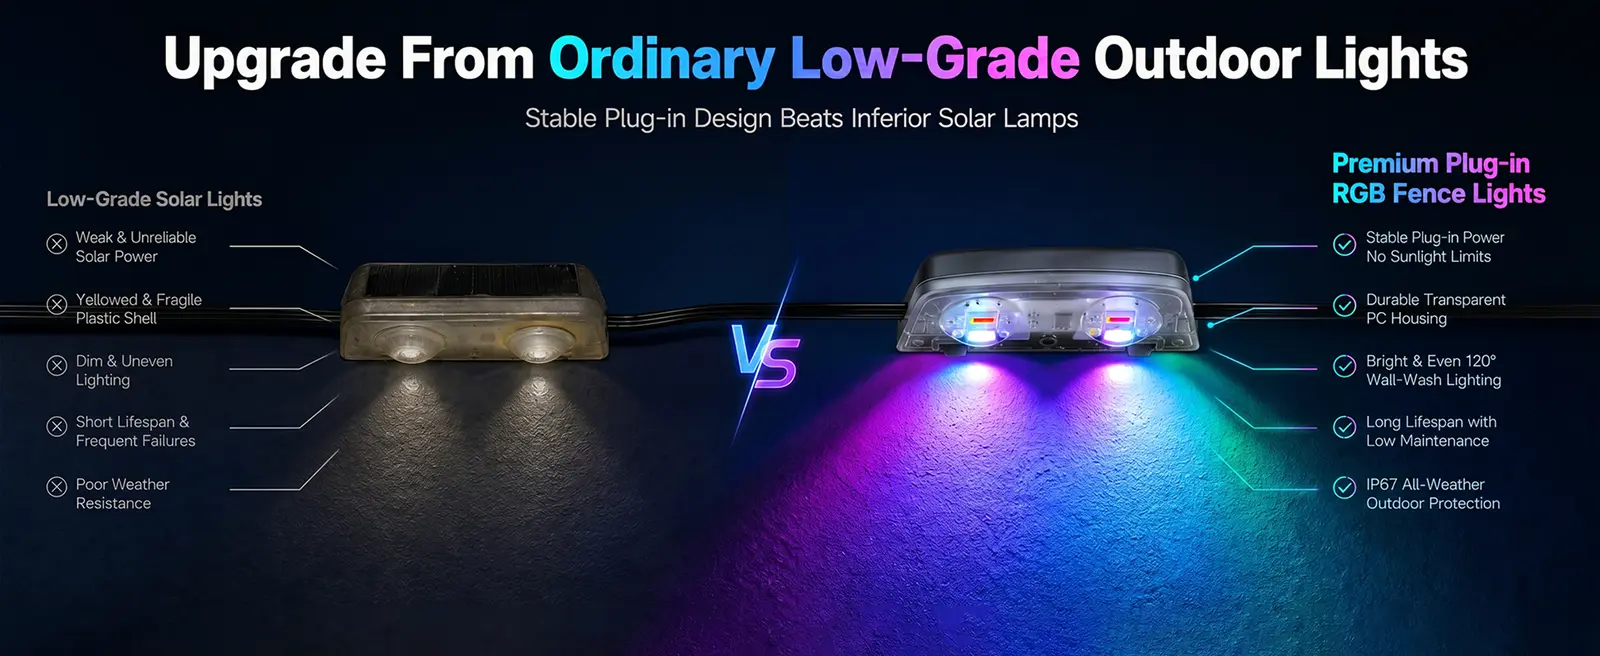 Upgrade From Ordinary Low-Grade Outdoor Lights
Stable Plug-in Design Beats Inferior Solar Lamps
Low-Grade Solar Lights
Weak & Unreliable
Solar Power
Yellowed & Fragile
Plastic Shell
Dim & Uneven
Lighting
Short Lifespan &
Frequent Failures
Poor Weather
Resistance
VS
Premium Plug-in
RGB Fence Lights
Stable Plug-in Power
No Sunlight Limits
Durable Transparent
PC Housing
Bright & Even 120°
Wall-Wash Lighting
Long Lifespan with
Low Maintenance
IP67 All-Weather
Outdoor Protection